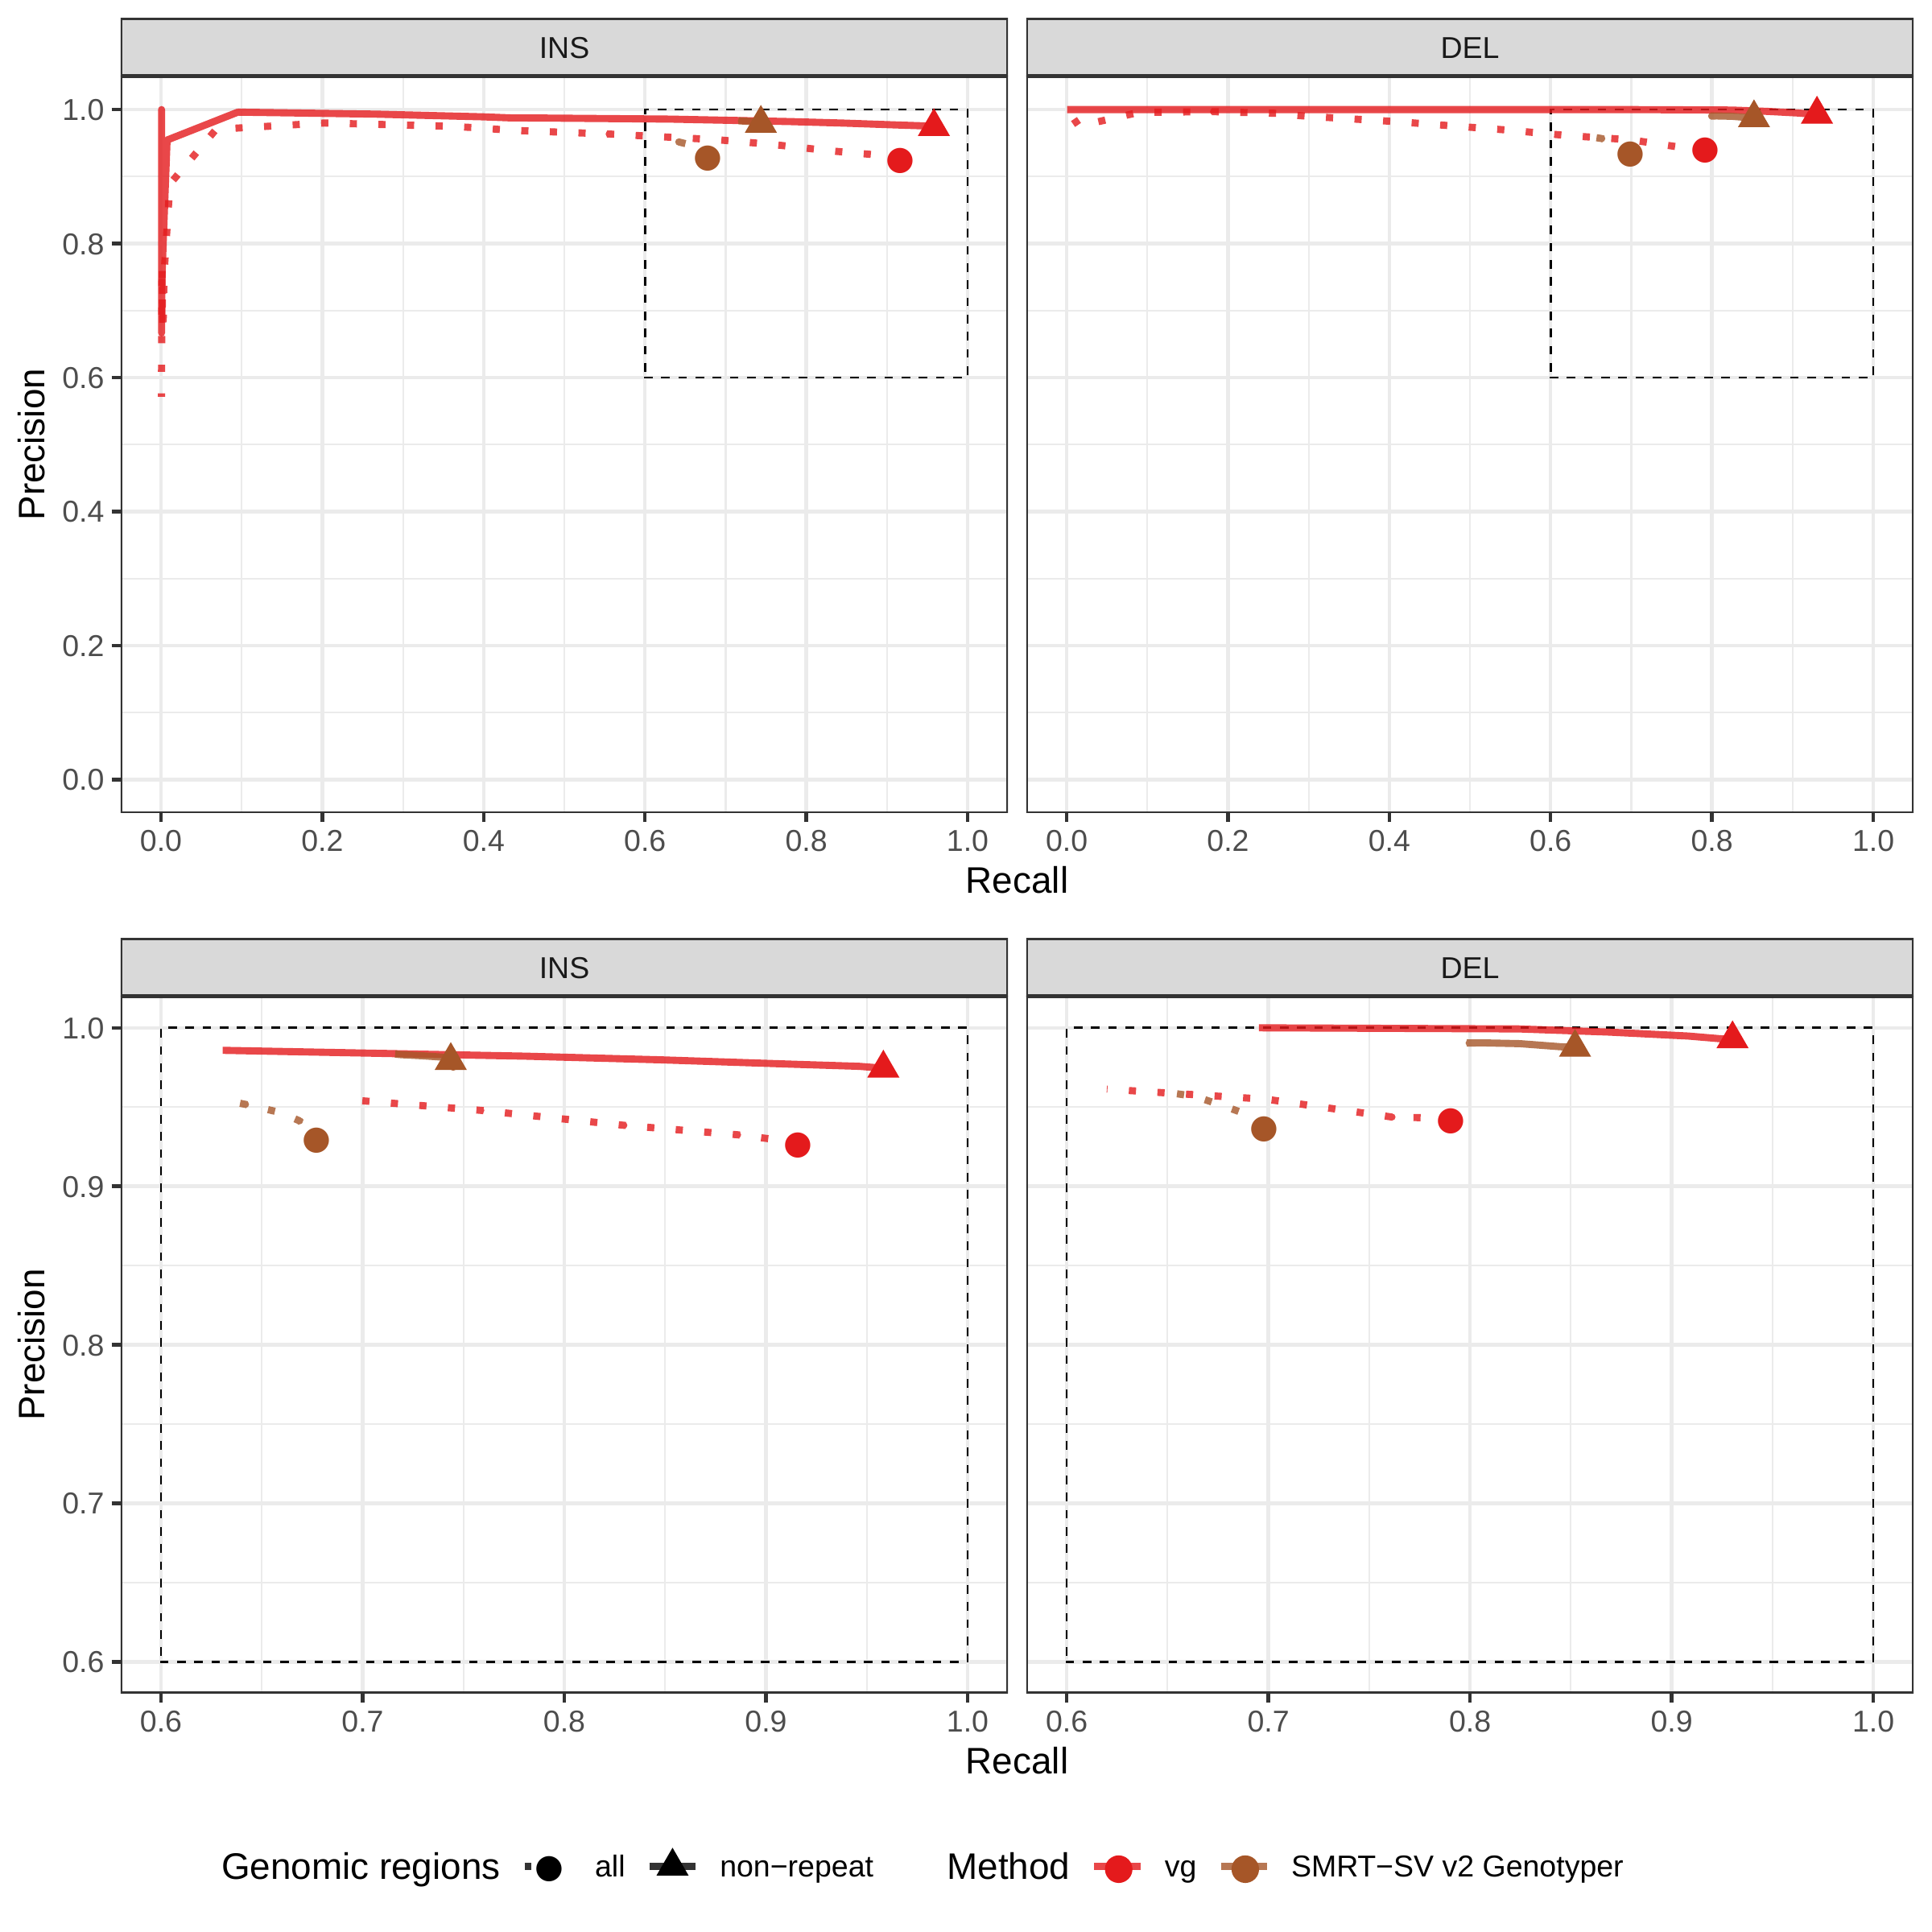 INS DEL
1.0
0.8
0.6
0.4
0.2
0.0
Precision
0.0 0.2 0.4 0.6 0.8 1.0 0.0 0.2 0.4 0.6 0.8 1.0
Recall
INS DEL
1.0
0.9
0.8
0.7
0.6
Precision
0.6 0.7 0.8 0.9 1.0 0.6 0.7 0.8 0.9 1.0
Recall
Genomic regions all non−repeat Method vg SMRT−SV v2 Genotyper